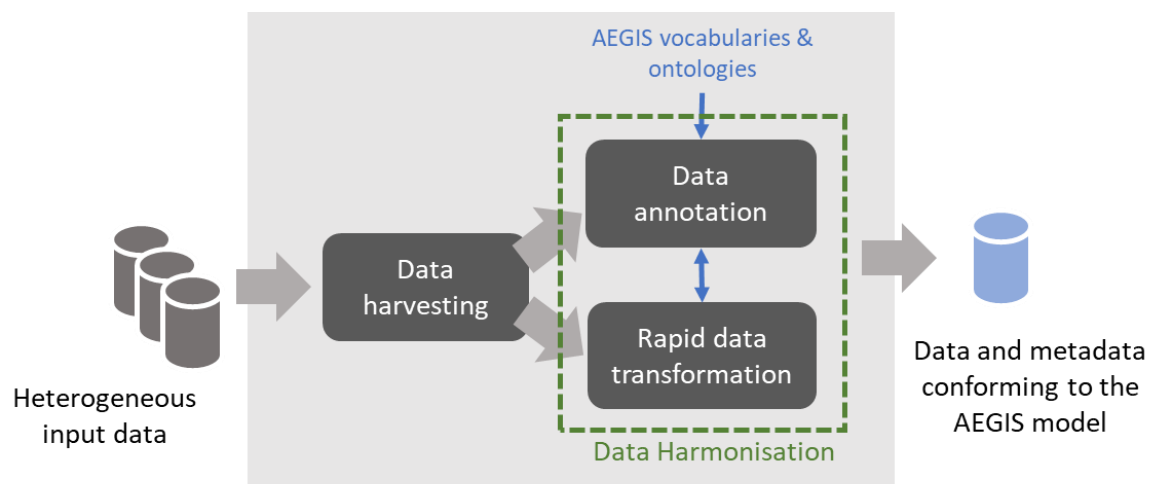 AEGIS vocabularies &
ontologies
Data
annotation
Data
harvesting
Rapid data
transformation
Heterogeneous
input data
Data and metadata
conforming to the
AEGIS model
Data Harmonisation